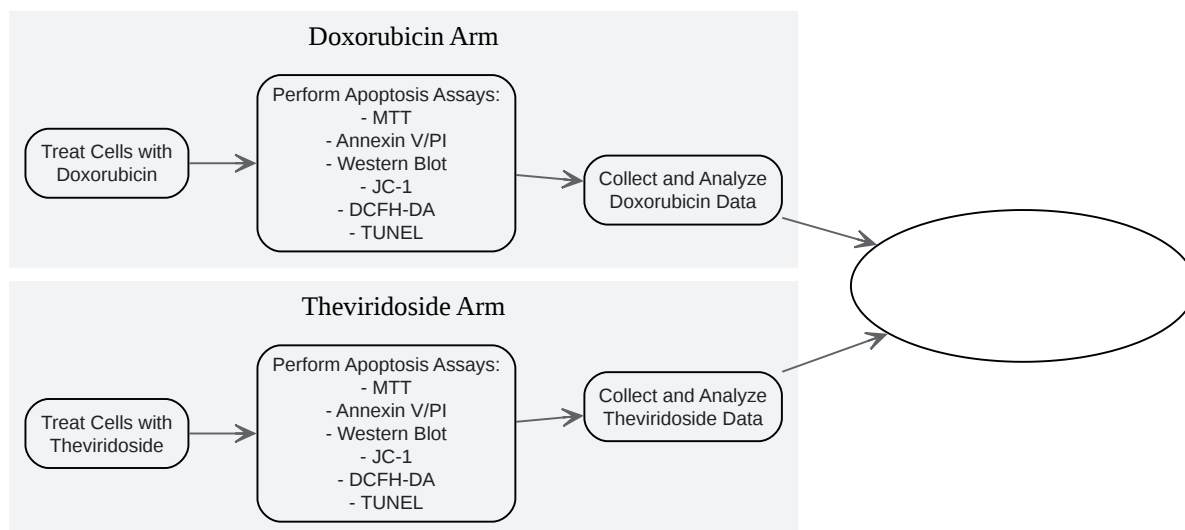 Doxorubicin Arm
Treat Cells with
Doxorubicin
Perform Apoptosis Assays:
- MTT
- Annexin V/PI
- Western Blot
- JC-1
- DCFH-DA
- TUNEL
Collect and Analyze
Doxorubicin Data
Theviridoside Arm
Treat Cells with
Theviridoside
Perform Apoptosis Assays:
- MTT
- Annexin V/PI
- Western Blot
- JC-1
- DCFH-DA
- TUNEL
Collect and Analyze
Theviridoside Data